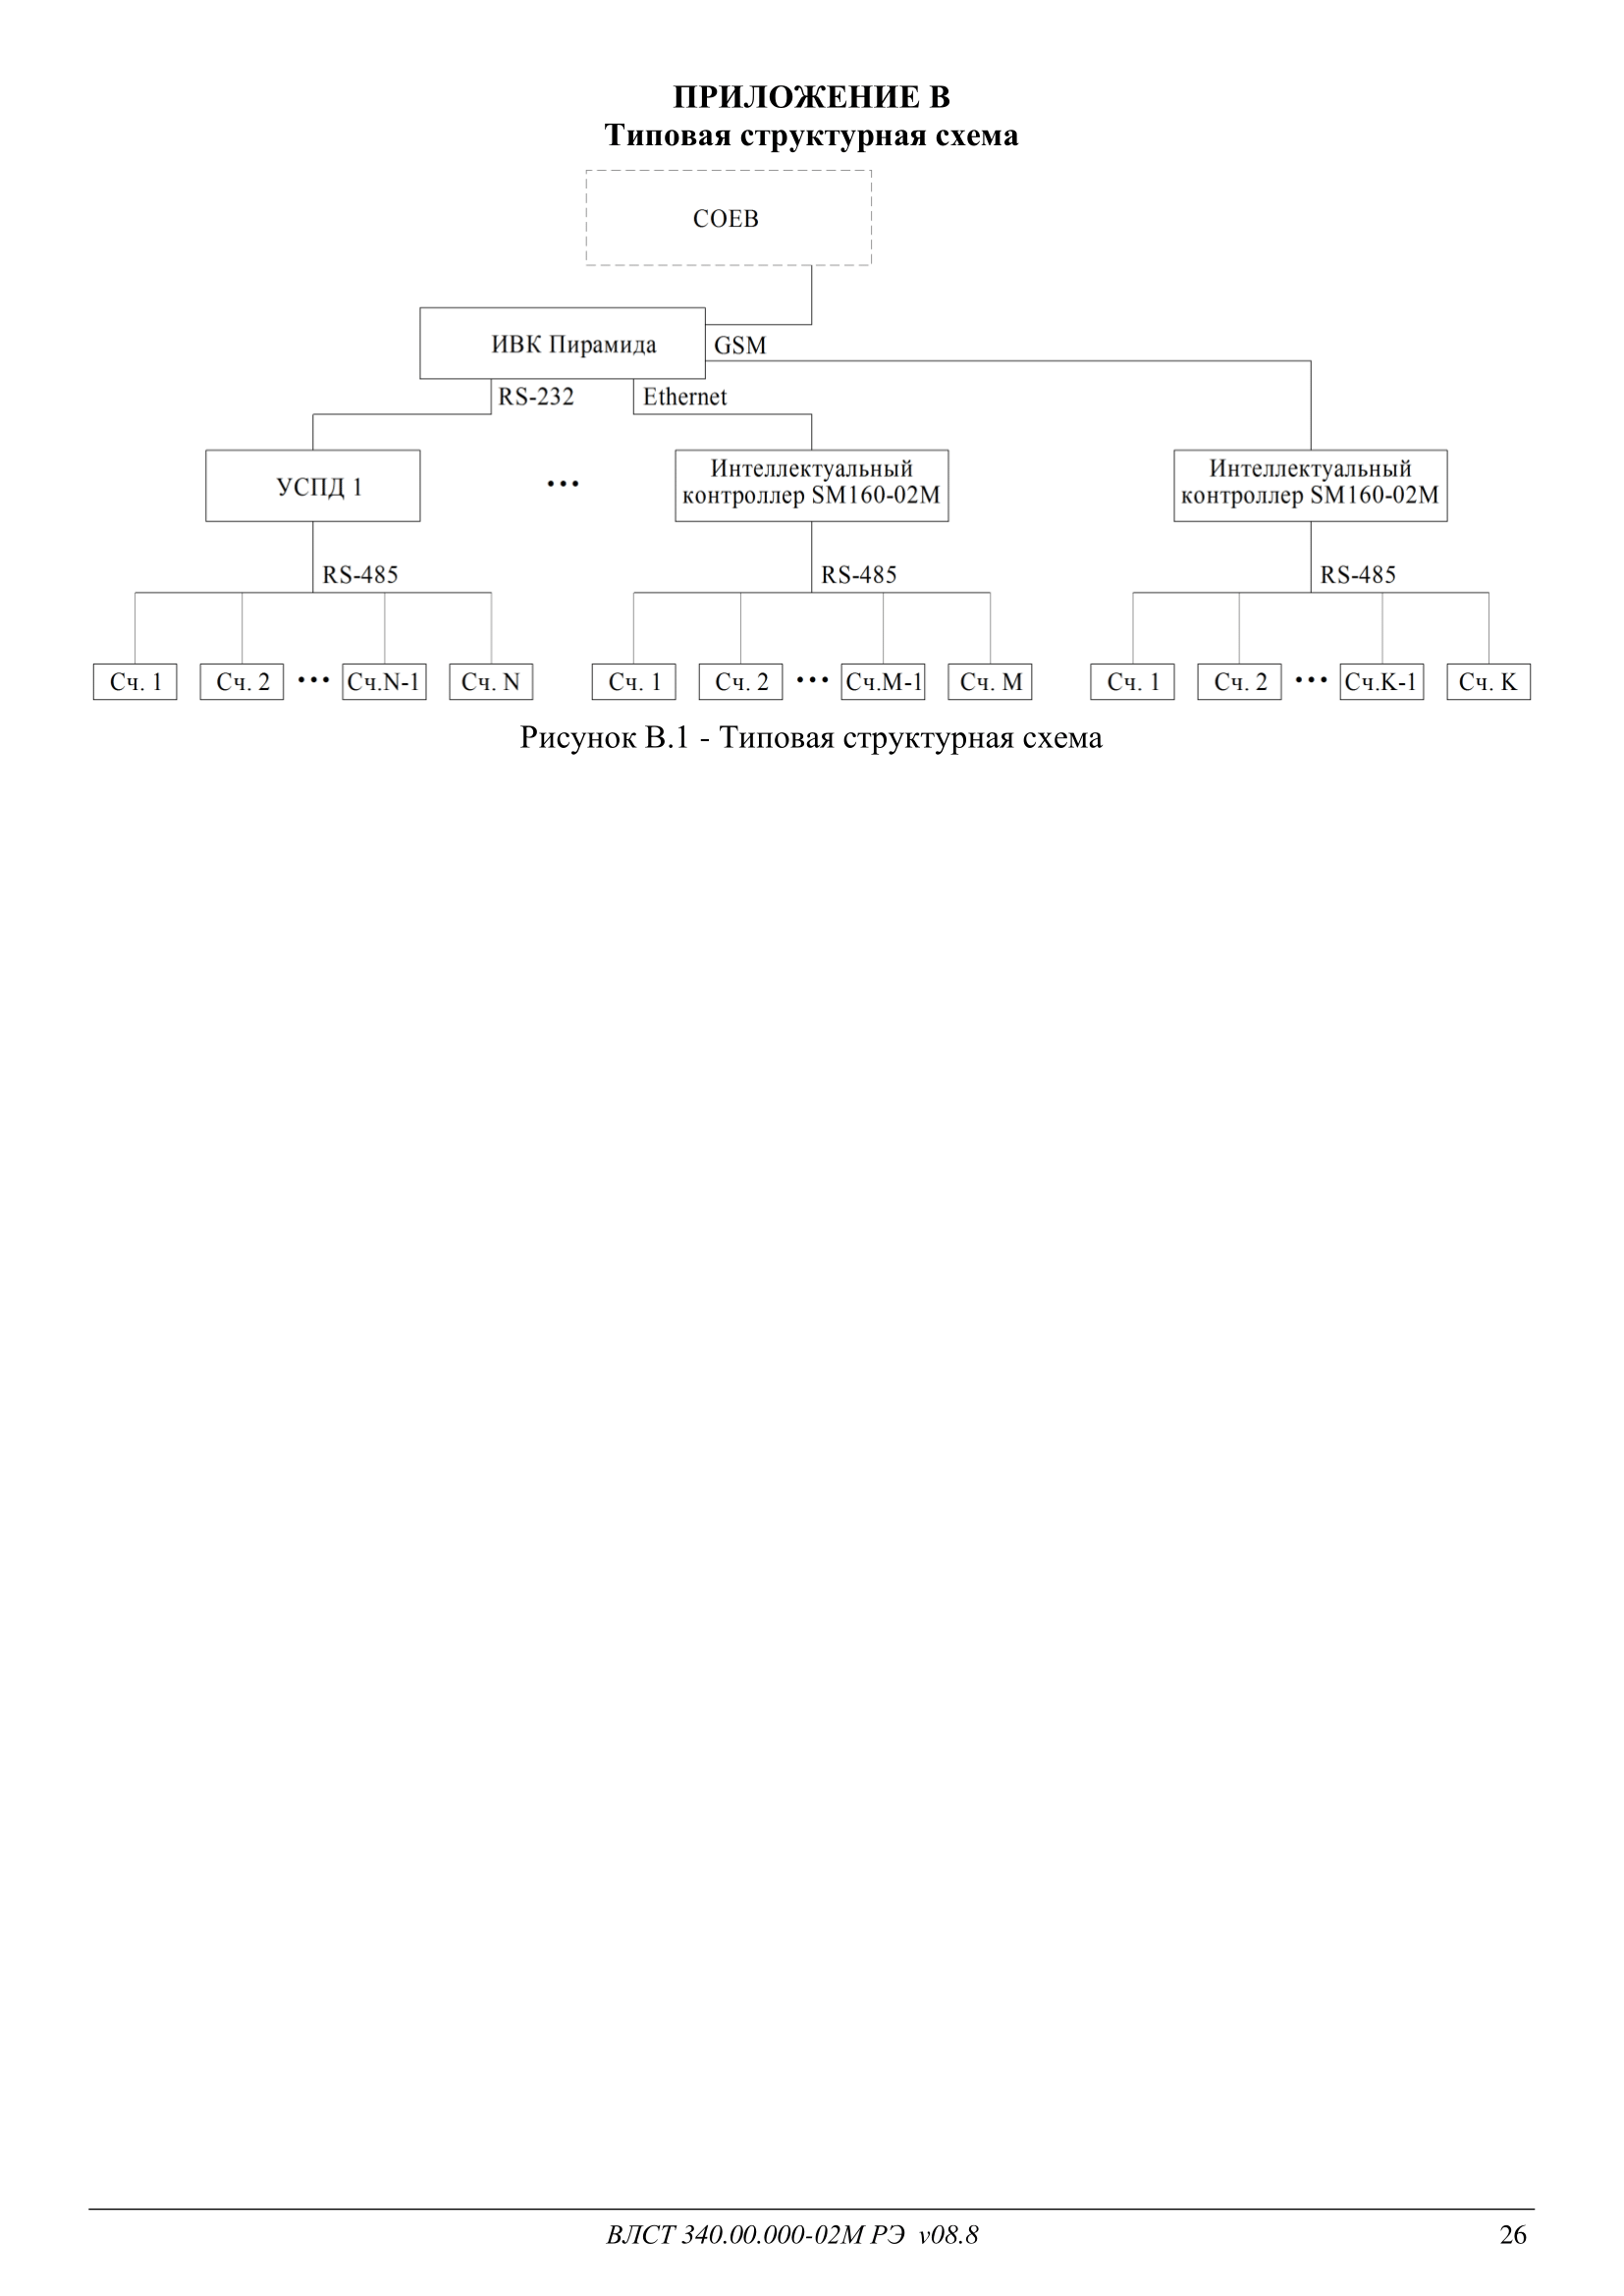 ПРИЛОЖЕНИЕ В
Типовая структурная схема
СОЕВ
ИВК Пирамида
GSM
RS-232
Ethernet
УСПД 1
...
Интеллектуальный
контроллер SM160-02M
Интеллектуальный
контроллер SM160-02M
RS-485
RS-485
RS-485
Сч. 1
Сч. 2
...
Сч.N-1
Сч. N
Сч. 1
Сч. 2
...
Сч.M-1
Сч. M
Сч. 1
Сч. 2
...
Сч.K-1
Сч. K
Рисунок В.1 - Типовая структурная схема
ВЛСТ 340.00.000-02М РЭ v08.8
26